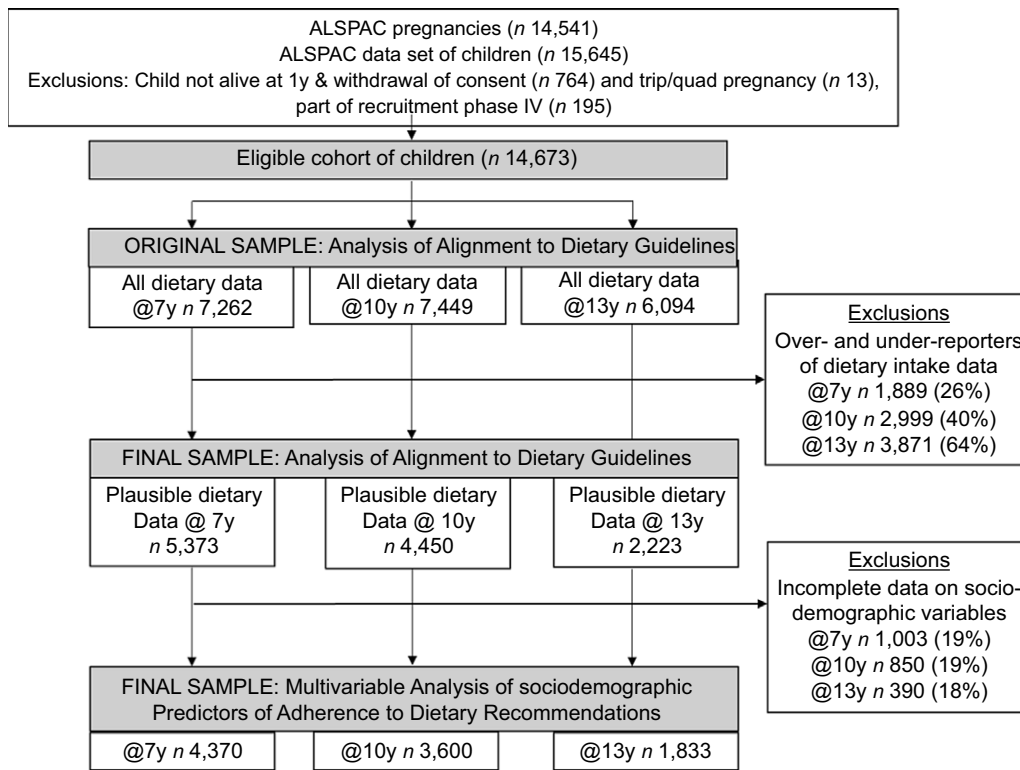 ALSPAC pregnancies (n 14,541)
ALSPAC data set of children (n 15,645)
Exclusions: Child not alive at 1y & withdrawal of consent (n 764) and trip/quad pregnancy (n 13),
part of recruitment phase IV (n 195)
Eligible cohort of children (n 14,673)
ORIGINAL SAMPLE: Analysis of Alignment to Dietary Guidelines
All dietary data
@7y n 7,262
All dietary data
@10y n 7,449
All dietary data
@13y n 6,094
Exclusions
Over- and under-reporters
of dietary intake data
@7y n 1,889 (26%)
@10y n 2,999 (40%)
@13y n 3,871 (64%)
FINAL SAMPLE: Analysis of Alignment to Dietary Guidelines
Plausible dietary
Data @ 7y
n 5,373
Plausible dietary
Data @ 10y
n 4,450
Plausible dietary
Data @ 13y
n 2,223
Exclusions
Incomplete data on socio-
demographic variables
@7y n 1,003 (19%)
@10y n 850 (19%)
@13y n 390 (18%)
FINAL SAMPLE: Multivariable Analysis of sociodemographic
Predictors of Adherence to Dietary Recommendations
@7y n 4,370
@10y n 3,600
@13y n 1,833